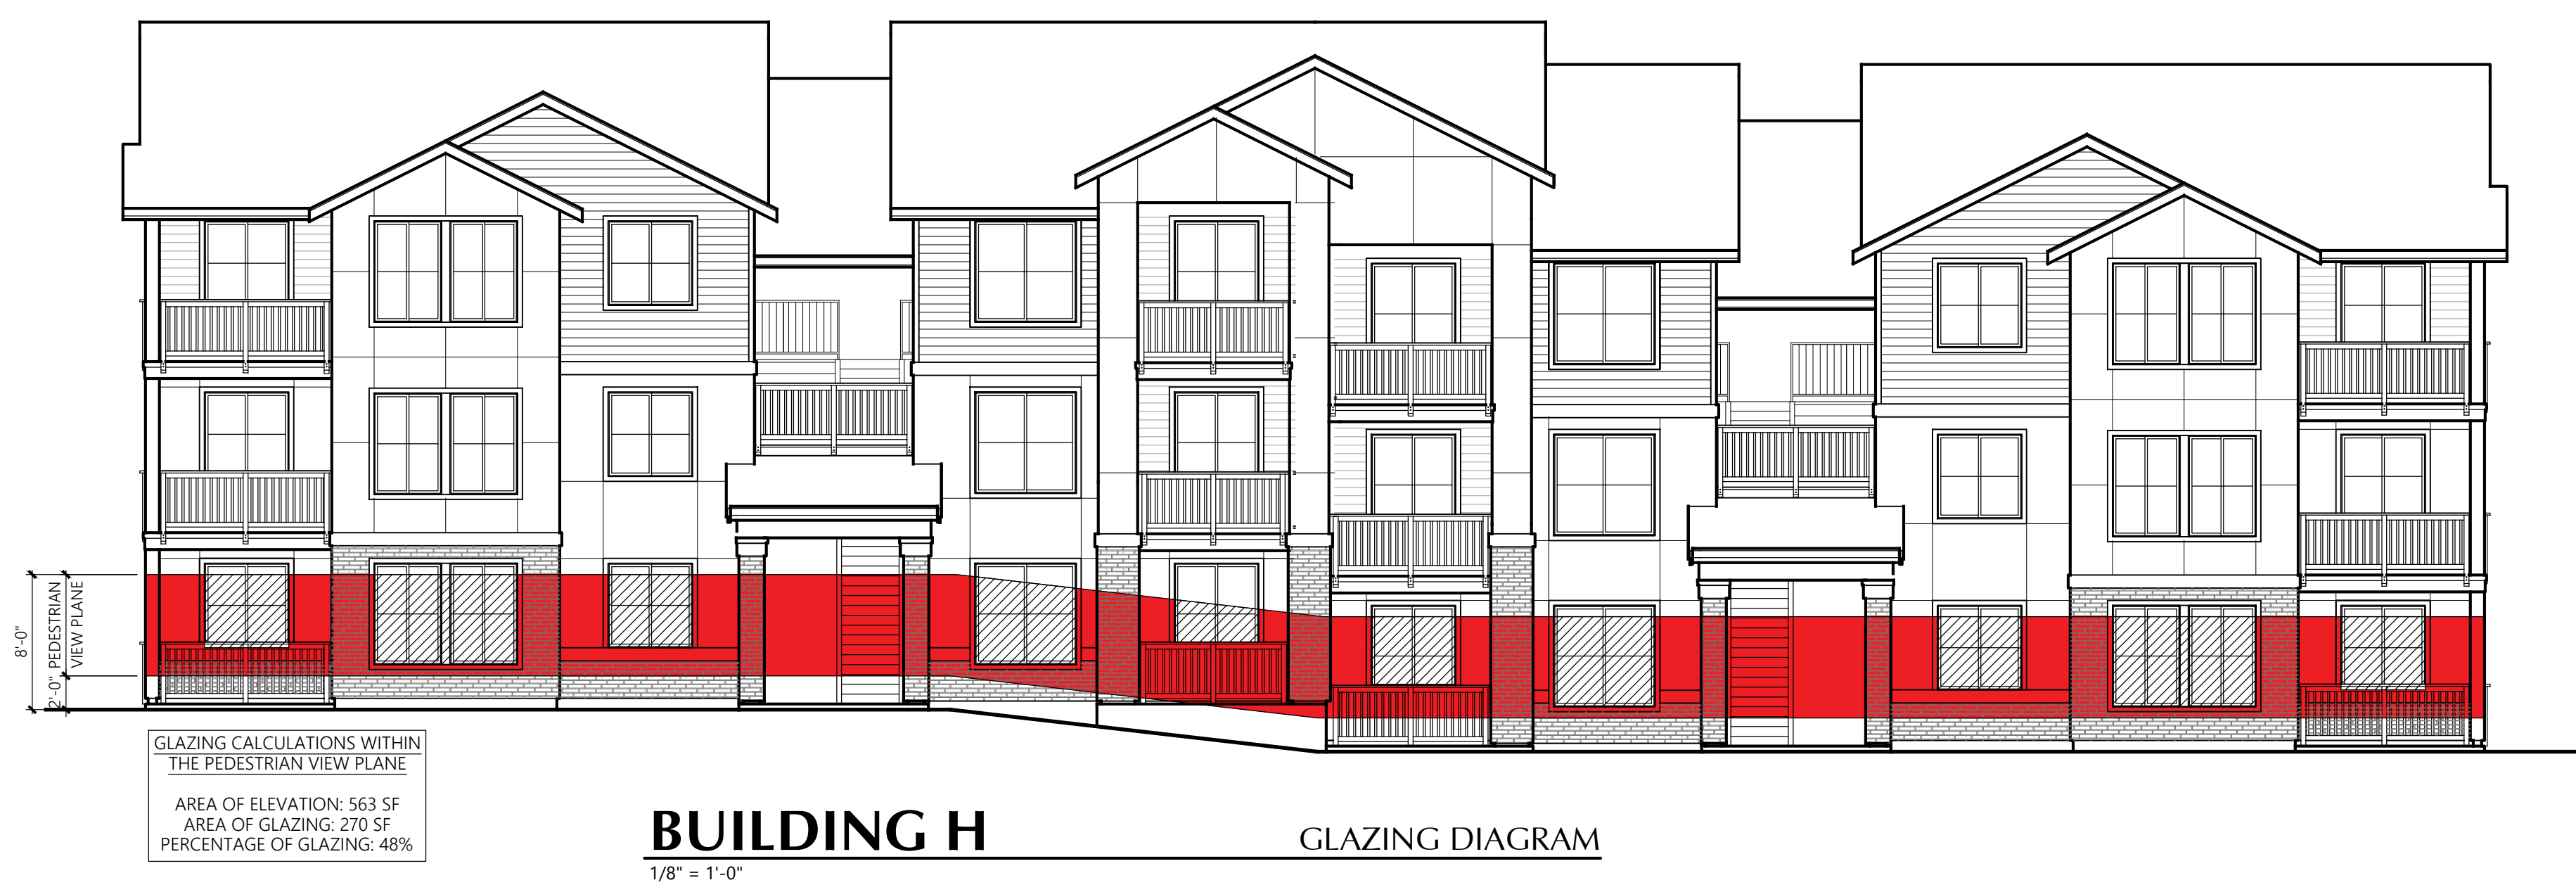 8'-0"
2'-0"
PEDESTRIAN
VIEW PLANE
GLAZING CALCULATIONS WITHIN
THE PEDESTRIAN VIEW PLANE
AREA OF ELEVATION: 563 SF
AREA OF GLAZING: 270 SF
PERCENTAGE OF GLAZING: 48%
BUILDING H
GLAZING DIAGRAM
1/8" = 1'-0"